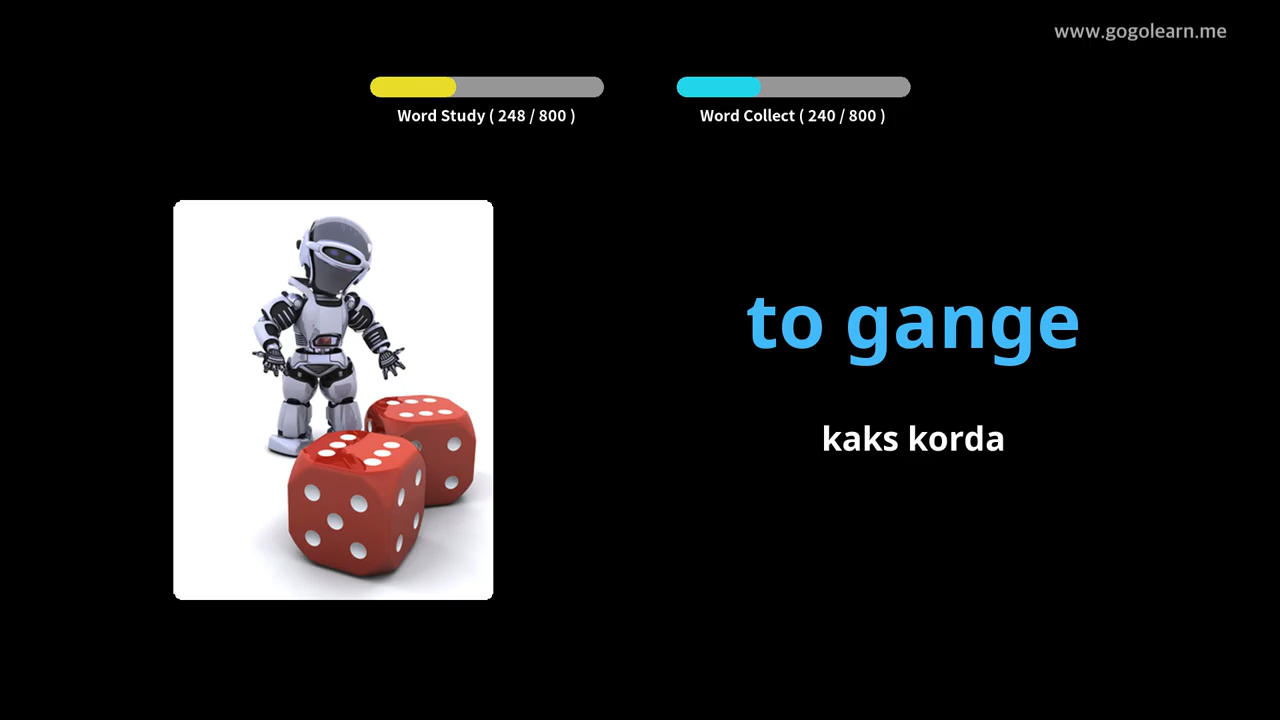 www.gogolearn.me
Word Study ( 248 / 800 )
Word Collect ( 240 / 800 )
to gange
kaks korda